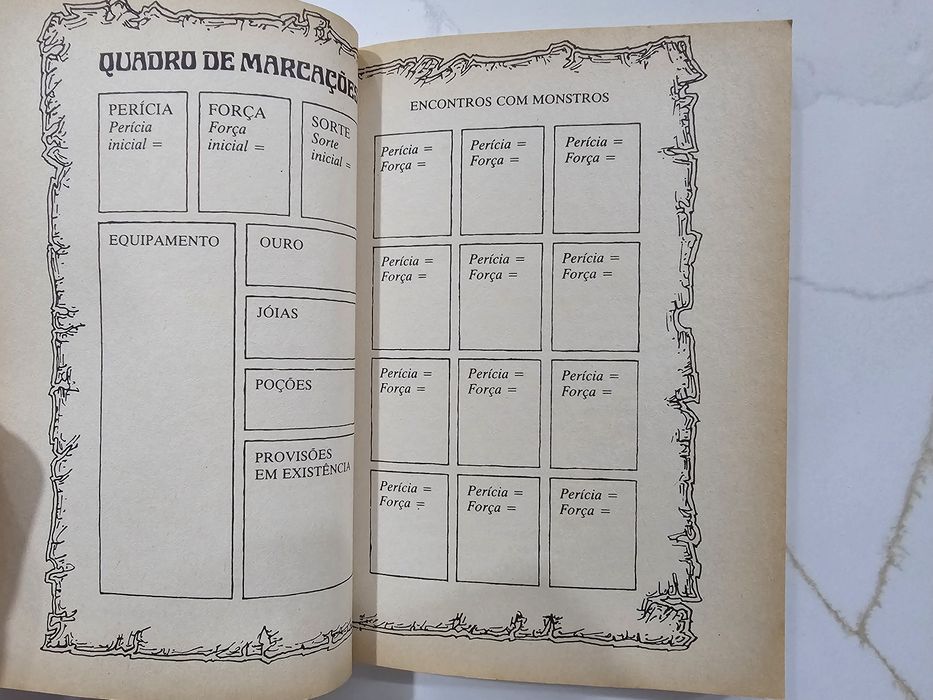 QUADRO DE MARCAÇÕES
PERÍCIA
Perícia
inicial =
FORÇA
Força
inicial =
SORTE
Sorte
inicial =
EQUIPAMENTO
OURO
JÓIAS
POÇÕES
PROVISÕES
EM EXISTÊNCIA
ENCONTROS COM MONSTROS
Perícia =
Força =
Perícia =
Força =
Perícia =
Força =
Perícia =
Força =
Perícia =
Força =
Perícia =
Força =
Perícia =
Força =
Perícia =
Força =
Perícia =
Força =
Perícia =
Força =
Perícia =
Força =
Perícia =
Força =